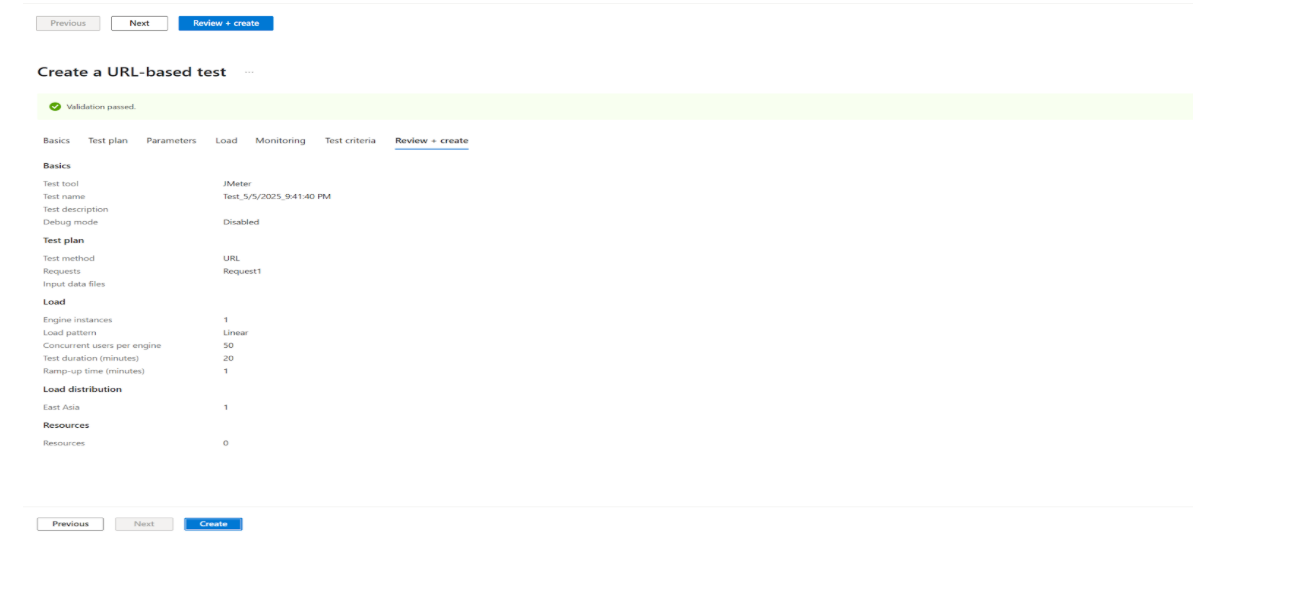 Previous Next Review + create
Create a URL-based test ...
Validation passed.
Basics Test plan Parameters Load Monitoring Test criteria Review + create
Basics
Test tool JMeter
Test name Test_5/5/2025_9:41:40 PM
Test description
Debug mode Disabled
Test plan
Test method URL
Requests Request1
Input data files
Load
Engine instances 1
Load pattern Linear
Concurrent users per engine 50
Test duration (minutes) 20
Ramp-up time (minutes) 1
Load distribution
East Asia 1
Resources
Resources 0
Previous Next Create